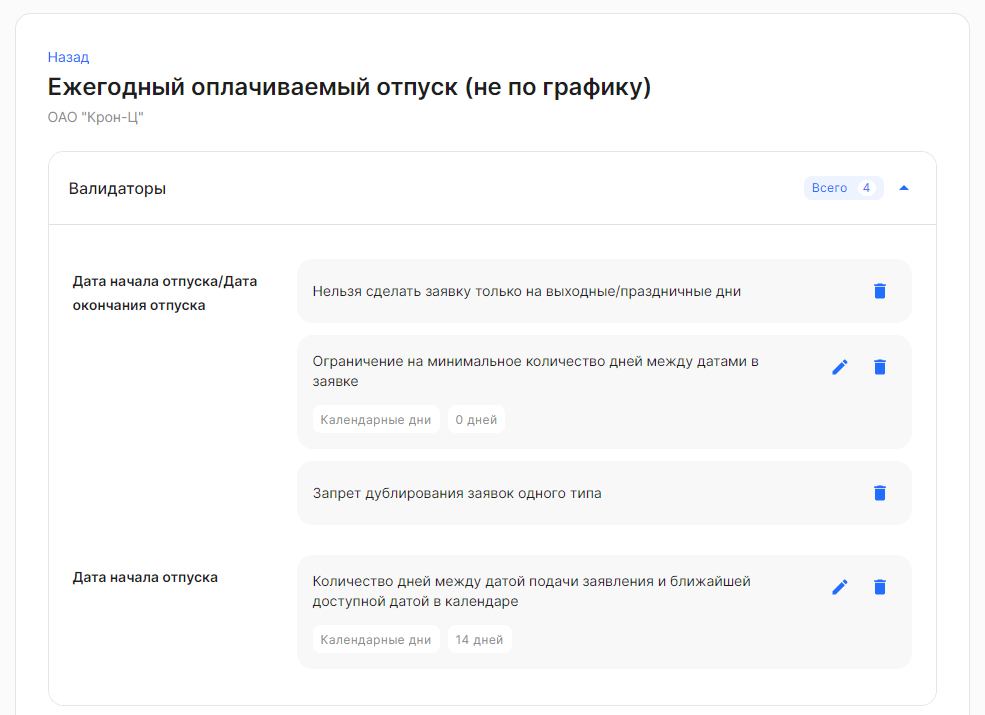 Назад
Ежегодный оплачиваемый отпуск (не по графику)
ОАО "Крон-Ц"
Валидаторы
Всего 4
Дата начала отпуска/Дата
окончания отпуска
Нельзя сделать заявку только на выходные/праздничные дни
Ограничение на минимальное количество дней между датами в
заявке
Календарные дни 0 дней
Запрет дублирования заявок одного типа
Дата начала отпуска
Количество дней между датой подачи заявления и ближайшей
доступной датой в календаре
Календарные дни 14 дней